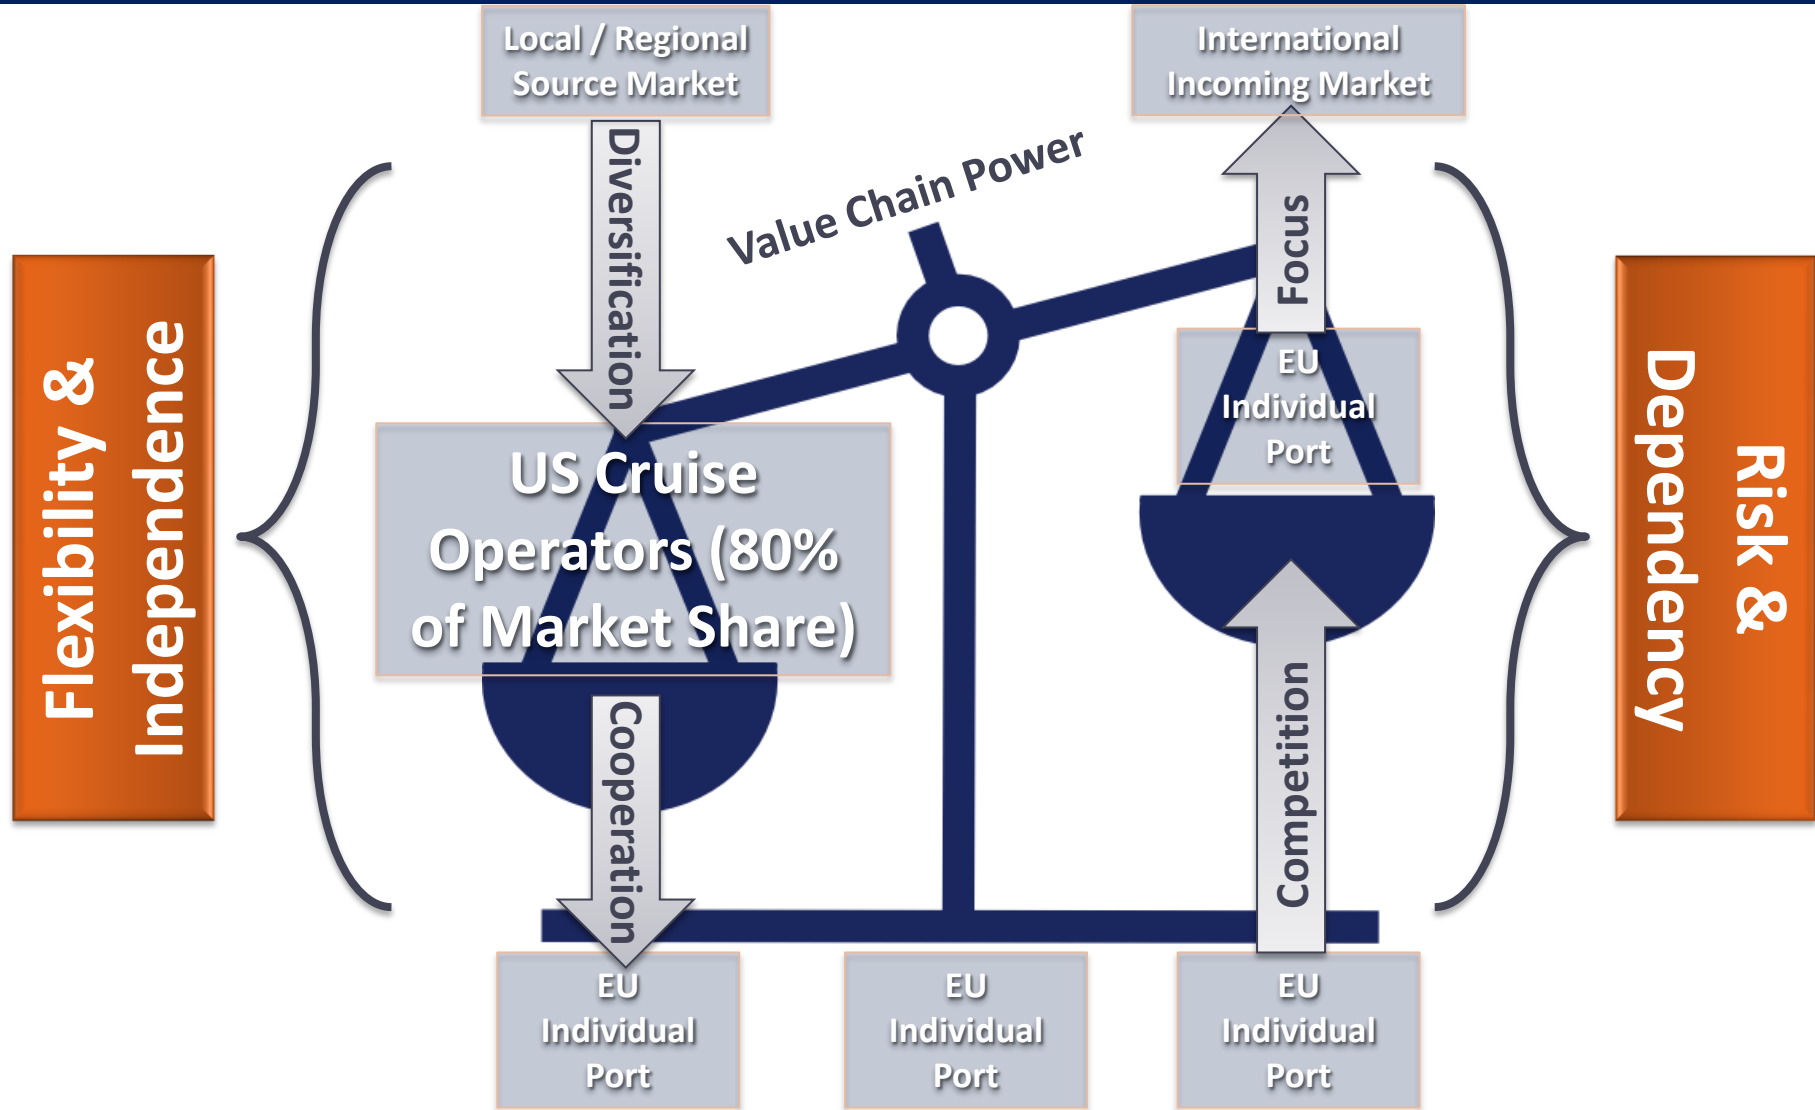 Local / Regional
Source Market
International
Incoming Market
Value Chain Power
Diversification
Focus
Flexibility &
Independence
US Cruise
Operators (80%
of Market Share)
EU
Individual
Port
Risk &
Dependency
Cooperation
Competition
EU
Individual
Port
EU
Individual
Port
EU
Individual
Port